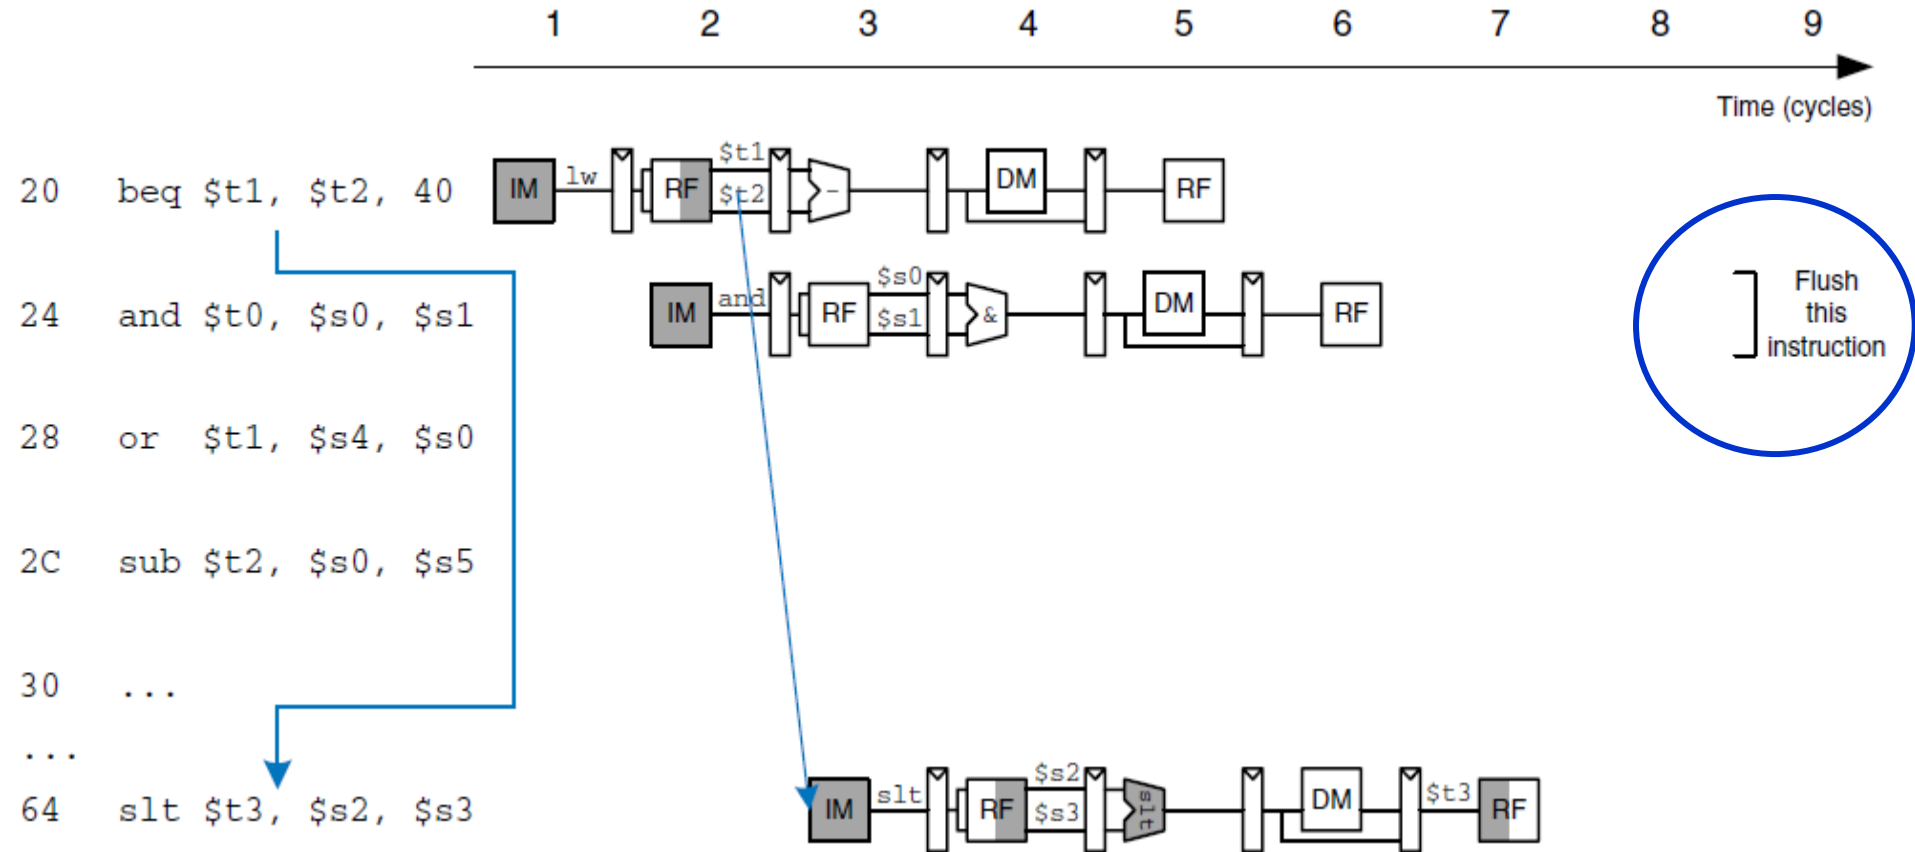 1 2 3 4 5 6 7 8 9
Time (cycles)
20 beq $t1, $t2, 40 IM lw RF $t1 $t2 - DM RF
24 and $t0, $s0, $s1 IM and RF $s0 $s1 & DM RF
Flush
this
instruction
28 or $t1, $s4, $s0
2C sub $t2, $s0, $s5
30 ...
...
64 slt $t3, $s2, $s3 IM slt RF $s2 $s3 slt DM $t3 RF